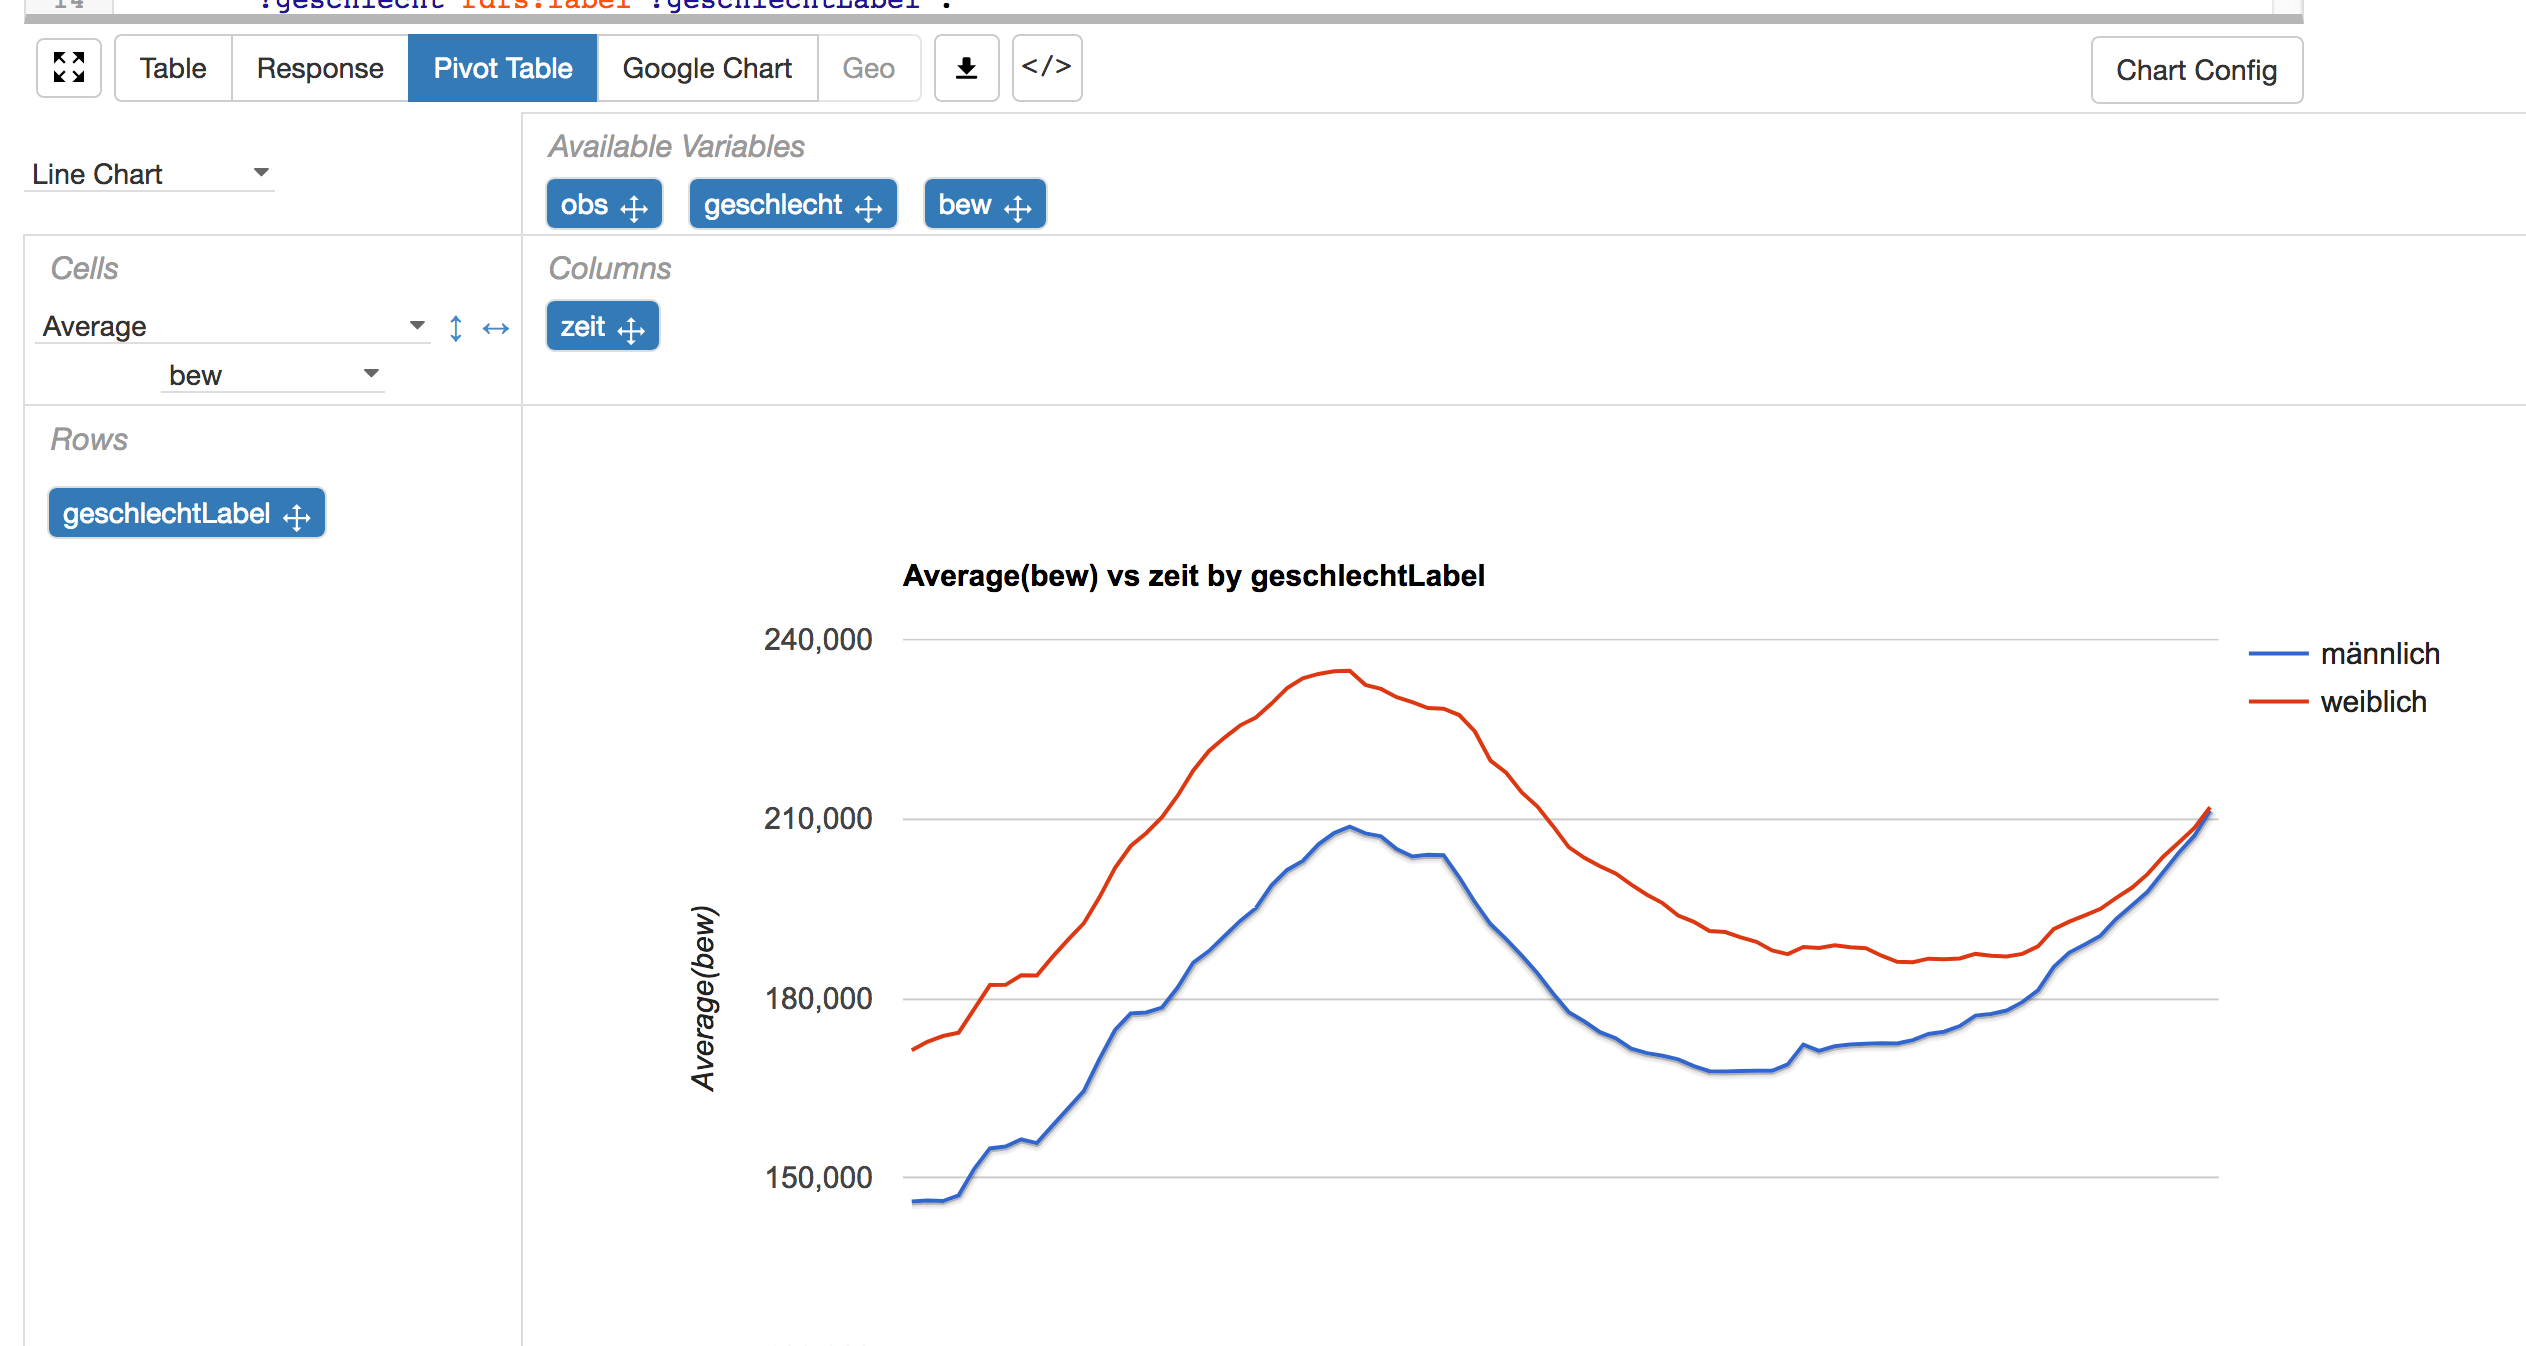 14 ?geschlecht rdfs:label ?geschlechtLabel .
Table Response Pivot Table Google Chart Geo </> Chart Config
Line Chart
Available Variables
obs geschlecht bew
Cells
Columns
Average
zeit
bew
Rows
geschlechtLabel
Average(bew) vs zeit by geschlechtLabel
240,000
männlich
weiblich
210,000
Average(bew)
180,000
150,000